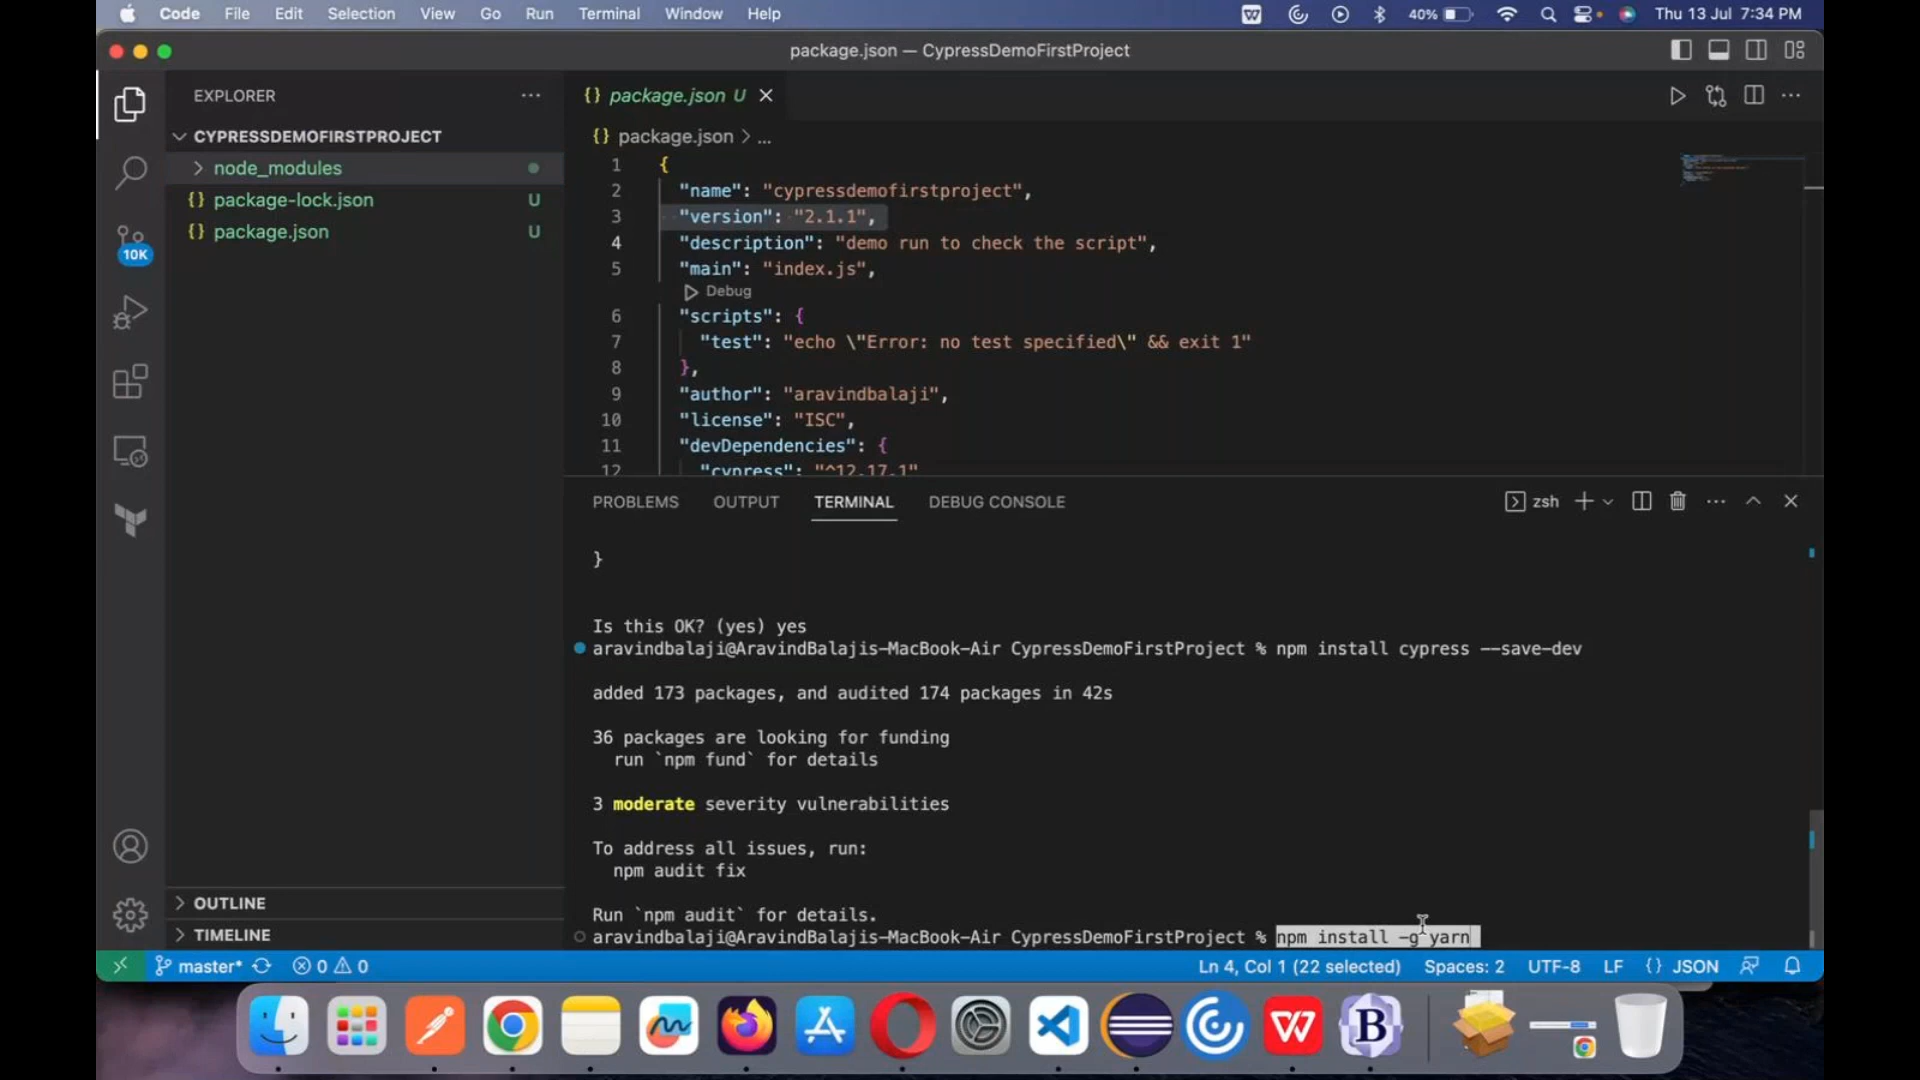 Code File Edit Selection View Go Run Terminal Window Help 40% Thu 13 Jul 7:34 PM
package.json — CypressDemoFirstProject
EXPLORER
CYPRESSDEMOFIRSTPROJECT
node_modules
{} package-lock.json U
{} package.json U
10K
OUTLINE
TIMELINE
{} package.json U
{} package.json > ...
1 {
2 "name": "cypressdemofirstproject",
3 "version": "2.1.1",
4 "description": "demo run to check the script",
5 "main": "index.js",
Debug
6 "scripts": {
7 "test": "echo \"Error: no test specified\" && exit 1"
8 },
9 "author": "aravindbalaji",
10 "license": "ISC",
11 "devDependencies": {
12 "cypress": "^12.17.1"
PROBLEMS OUTPUT TERMINAL DEBUG CONSOLE zsh
}
Is this OK? (yes) yes
aravindbalaji@AravindBalajis-MacBook-Air CypressDemoFirstProject % npm install cypress --save-dev
added 173 packages, and audited 174 packages in 42s
36 packages are looking for funding
run `npm fund` for details
3 moderate severity vulnerabilities
To address all issues, run:
npm audit fix
Run `npm audit` for details.
aravindbalaji@AravindBalajis-MacBook-Air CypressDemoFirstProject % npm install -g yarn
master* 0 0 Ln 4, Col 1 (22 selected) Spaces: 2 UTF-8 LF {} JSON